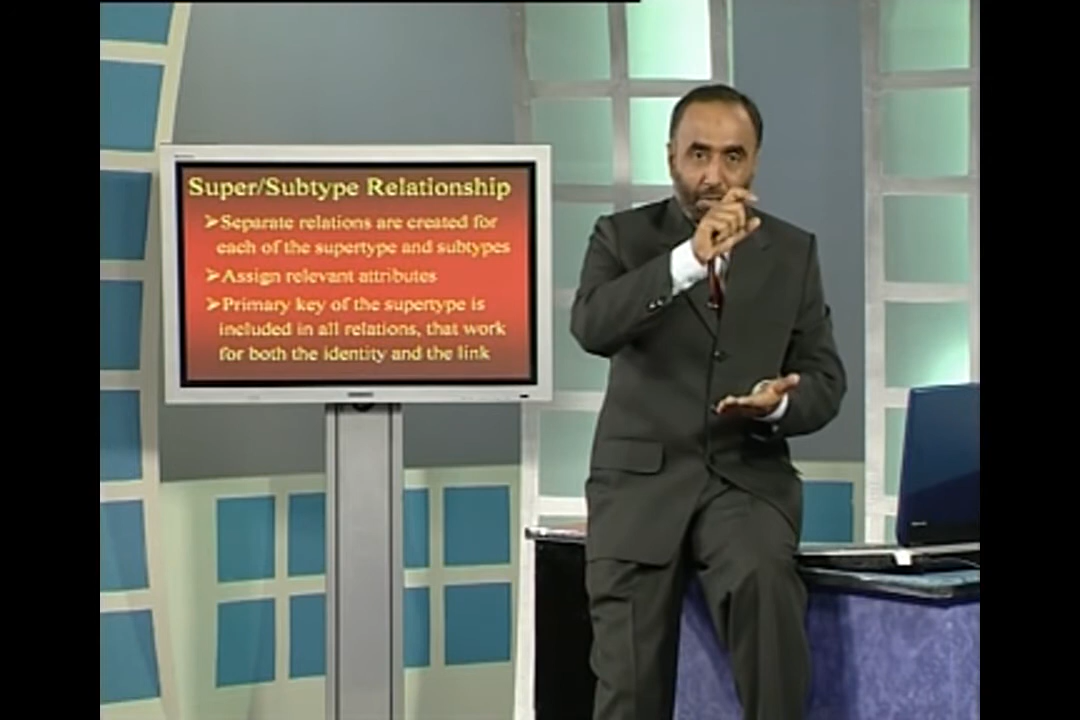 Super/Subtype Relationship
➢Separate relations are created for
each of the supertype and subtypes
➢Assign relevant attributes
➢Primary key of the supertype is
included in all relations, that work
for both the identity and the link